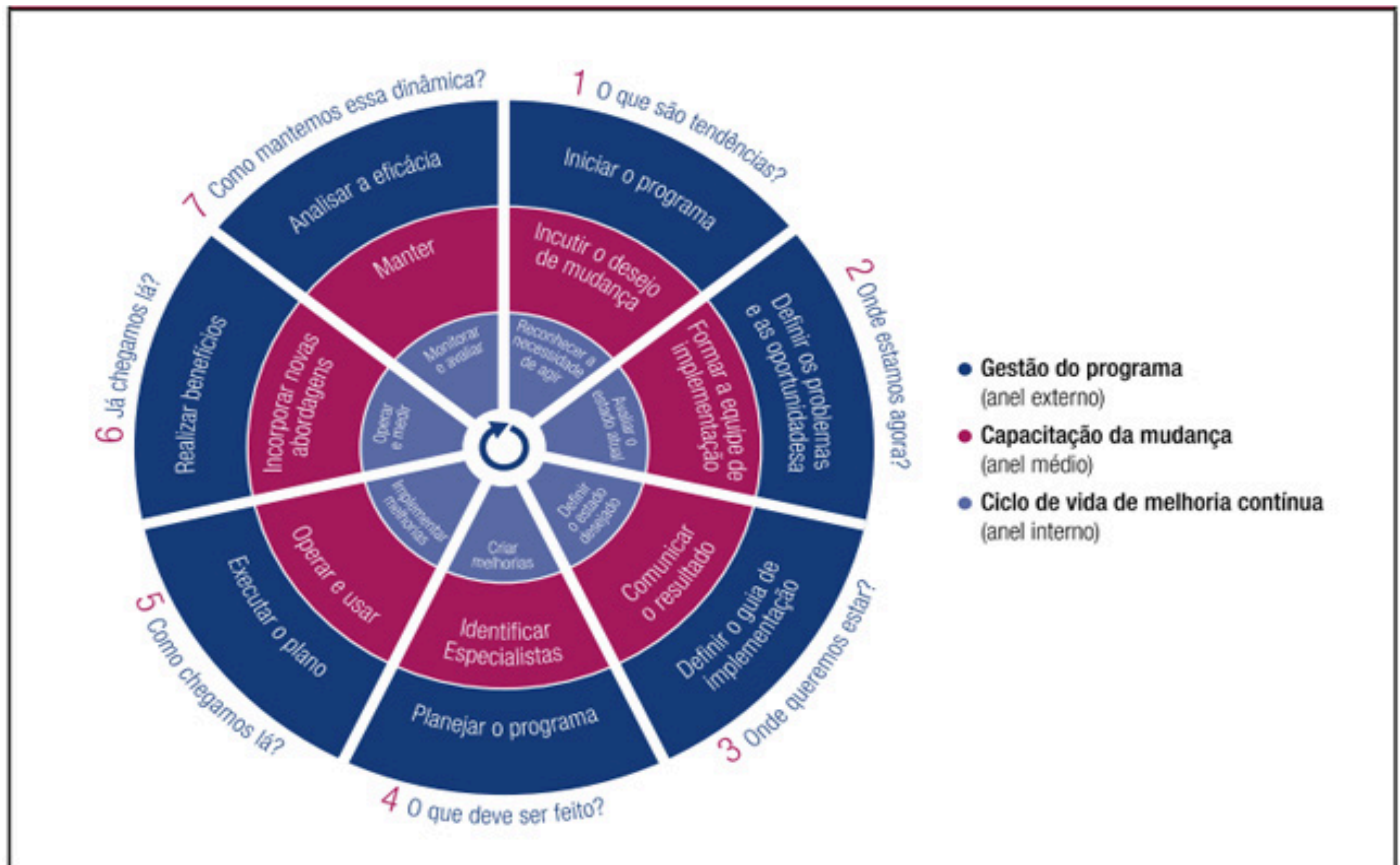 1 O que são tendências?
Iniciar o programa
Incutir o desejo
de mudança
Reconhecer a
necessidade
de agir
2 Onde estamos agora?
Definir os problemas
e as oportunidadesa
Formar a equipe de
implementação
Avaliar o
estado atual
3 Onde queremos estar?
Definir o guia de
implementação
Comunicar
o resultado
Definir
o estado
desejado
4 O que deve ser feito?
Planejar o programa
Identificar
Especialistas
Criar
melhorias
5 Como chegamos lá?
Executar o plano
Operar e usar
Implementar
melhorias
6 Já chegamos lá?
Realizar benefícios
Incorporar novas
abordagens
Operar
e medir
7 Como mantemos essa dinâmica?
Analisar a eficácia
Manter
Monitorar
e avaliar
Gestão do programa
(anel externo)
Capacitação da mudança
(anel médio)
Ciclo de vida de melhoria contínua
(anel interno)